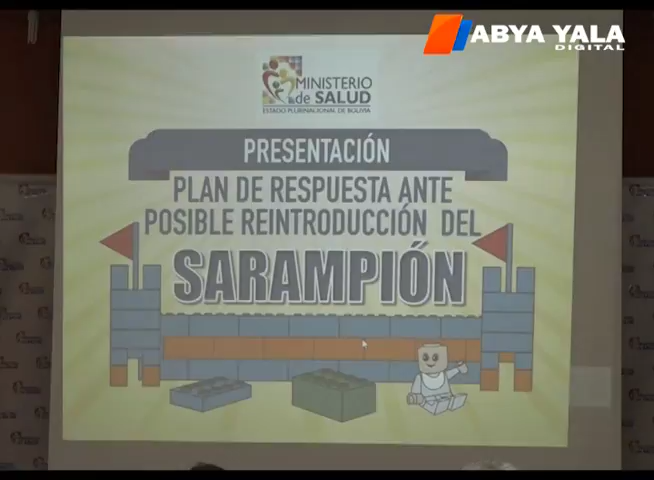 ABYA YALA
DIGITAL
MINISTERIO
de SALUD
ESTADO PLURINACIONAL DE BOLIVIA
PRESENTACIÓN
PLAN DE RESPUESTA ANTE
POSIBLE REINTRODUCCIÓN DEL
SARAMPIÓN